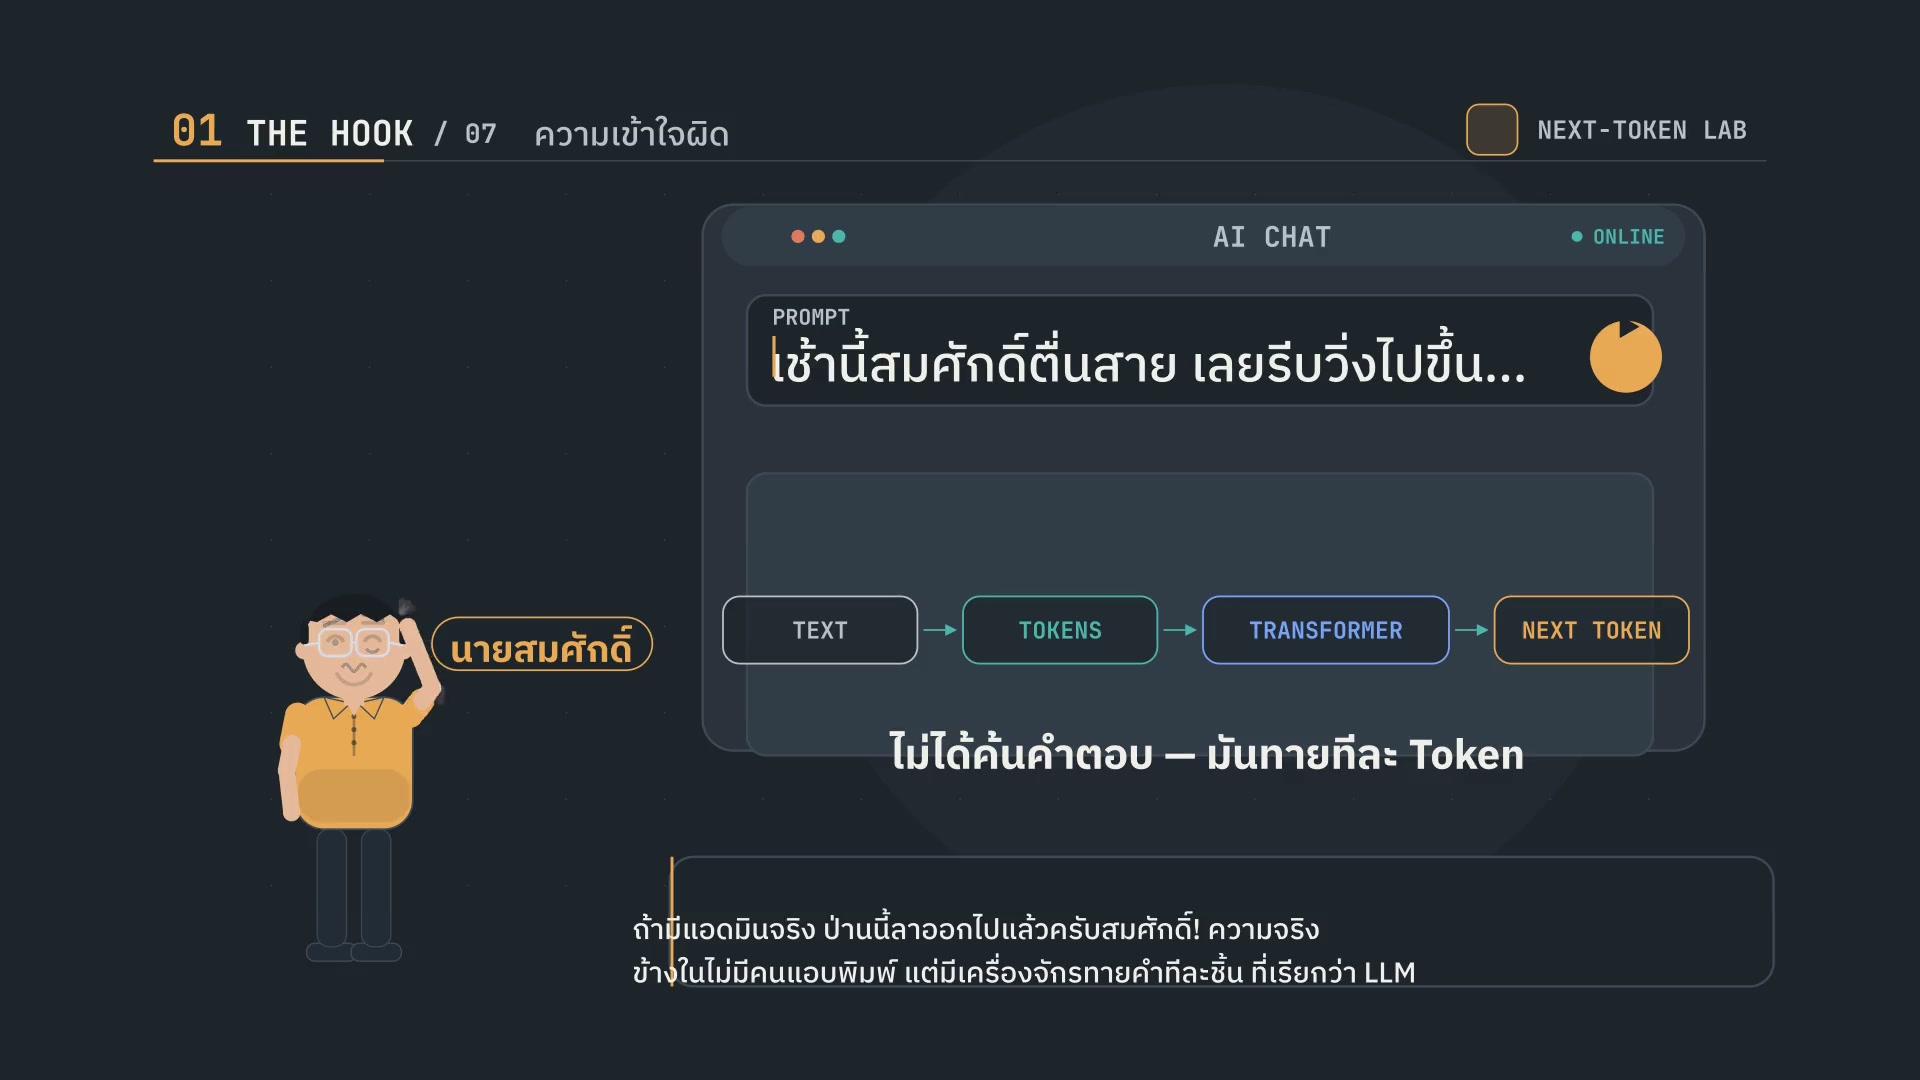 01 THE HOOK / 07 ความเข้าใจผิด
NEXT-TOKEN LAB
AI CHAT
ONLINE
PROMPT
เช้านี้สมศักดิ์ตื่นสาย เลยรีบวิ่งไปขึ้น...
นายสมศักดิ์
TEXT
TOKENS
TRANSFORMER
NEXT TOKEN
ไม่ได้ค้นคำตอบ — มันทายทีละ Token
ถ้ามีแอดมินจริง ป่านนี้ลาออกไปแล้วครับสมศักดิ์! ความจริง
ข้างในไม่มีคนแอบพิมพ์ แต่มีเครื่องจักรทายคำทีละชิ้น ที่เรียกว่า LLM